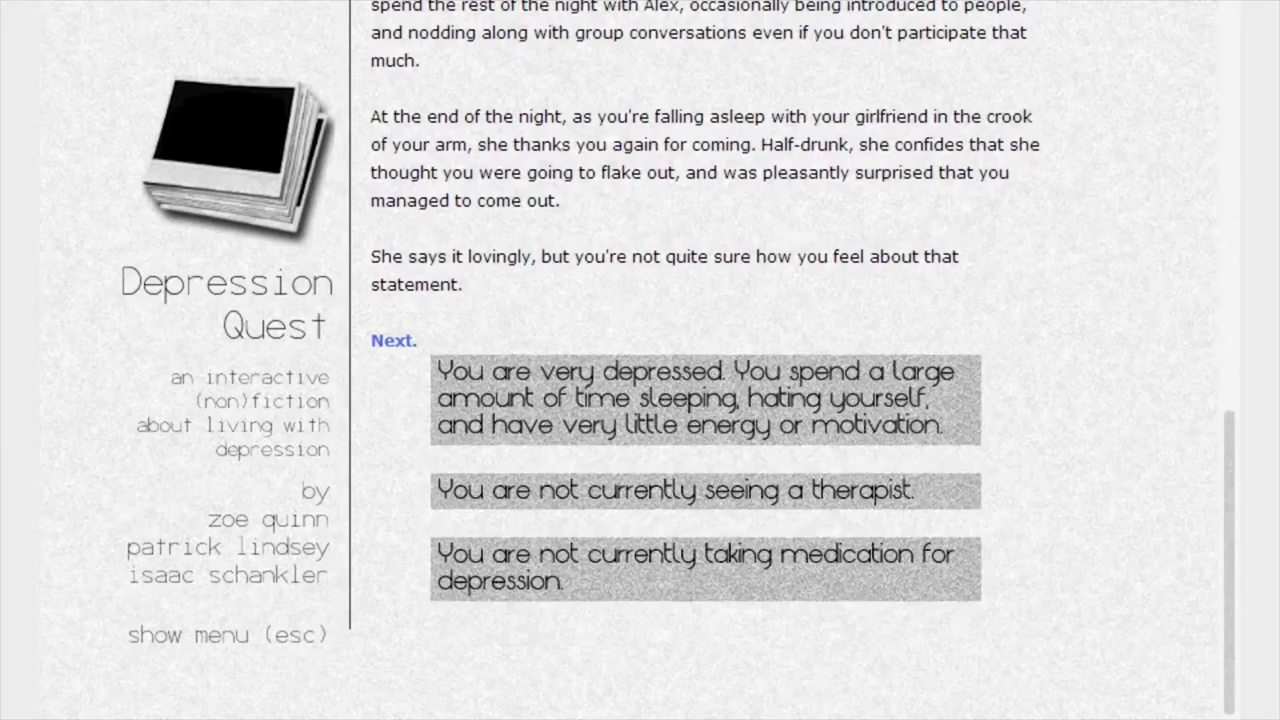 spend the rest of the night with Alex, occasionally being introduced to people,
and nodding along with group conversations even if you don't participate that
much.
At the end of the night, as you're falling asleep with your girlfriend in the crook
of your arm, she thanks you again for coming. Half-drunk, she confides that she
thought you were going to flake out, and was pleasantly surprised that you
managed to come out.
She says it lovingly, but you're not quite sure how you feel about that
statement.
Next.
You are very depressed. You spend a large
amount of time sleeping, hating yourself,
and have very little energy or motivation.
You are not currently seeing a therapist.
You are not currently taking medication for
depression.
Depression
Quest
an interactive
(non)fiction
about living with
depression
by
zoe quinn
patrick lindsey
isaac schankler
show menu (esc)